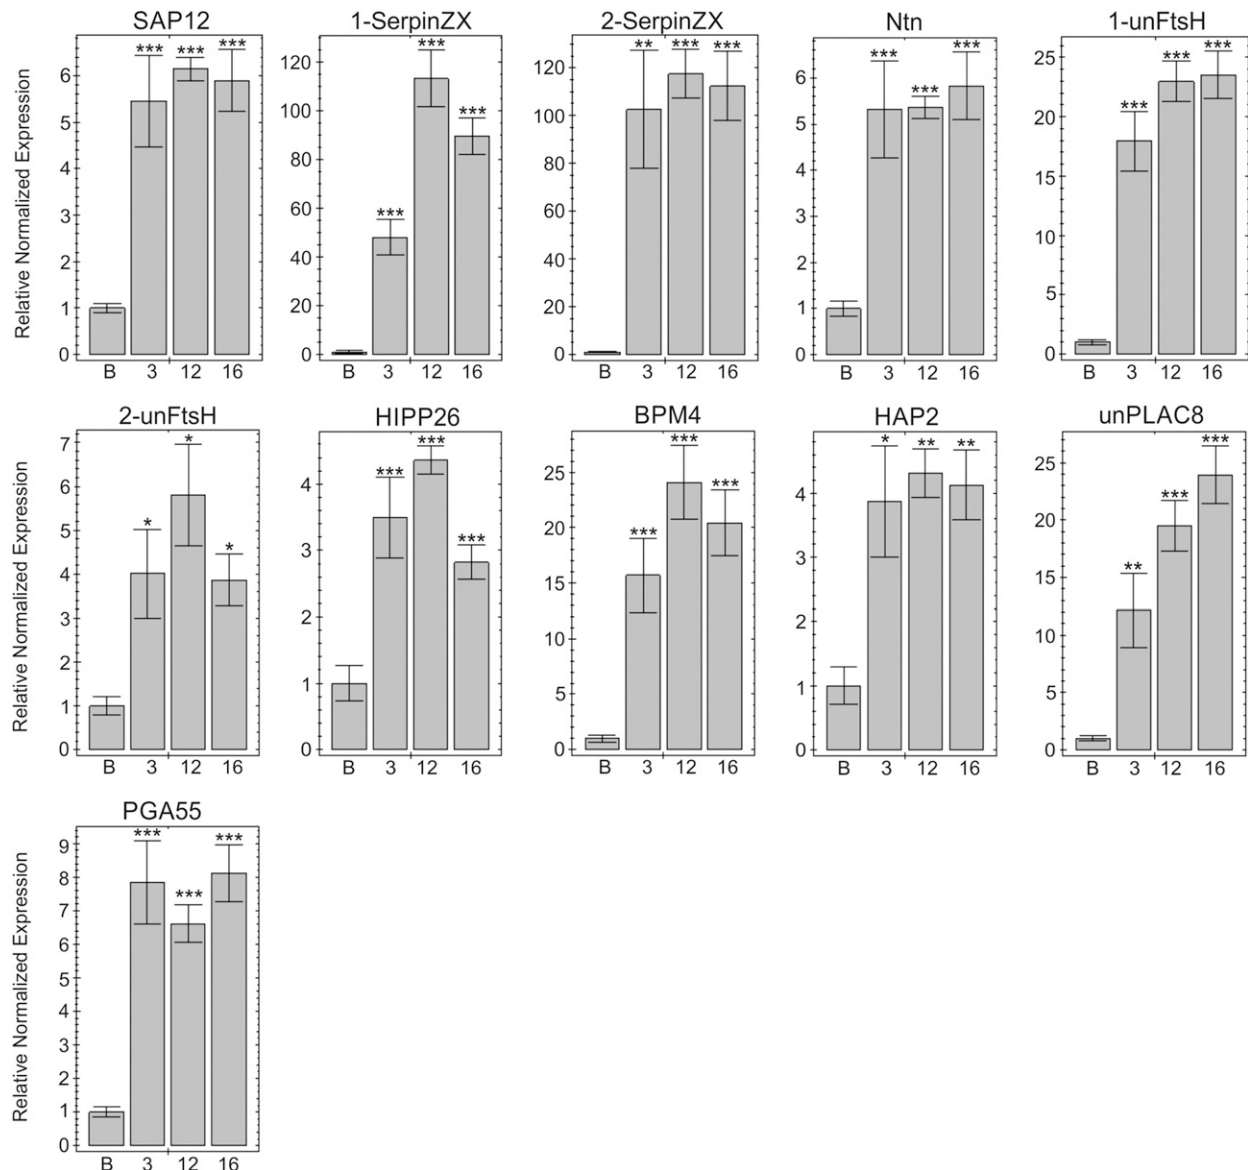 SAP12 1-SerpinZX 2-SerpinZX Ntn 1-unFtsH
Relative Normalized Expression
*** *** ***
0 1 2 3 4 5 6
B 3 12 16
*** *** ***
0 20 40 60 80 100 120
B 3 12 16
** *** ***
0 20 40 60 80 100 120
B 3 12 16
*** *** ***
0 1 2 3 4 5 6
B 3 12 16
*** *** ***
0 5 10 15 20 25
B 3 12 16
2-unFtsH HIPP26 BPM4 HAP2 unPLAC8
Relative Normalized Expression
* * *
0 1 2 3 4 5 6 7
B 3 12 16
*** *** ***
0 1 2 3 4
B 3 12 16
*** *** ***
0 5 10 15 20 25
B 3 12 16
* ** **
0 1 2 4 4
B 3 12 16
** *** ***
0 5 10 15 20 25
B 3 12 16
PGA55
Relative Normalized Expression
*** *** ***
0 1 2 3 4 5 6 7 8 9
B 3 12 16